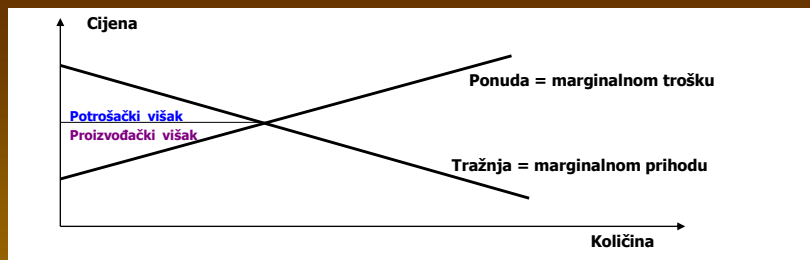 Cijena
Ponuda = marginalnom trošku
Potrošački višak
Proizvođački višak
Tražnja = marginalnom prihodu
Količina